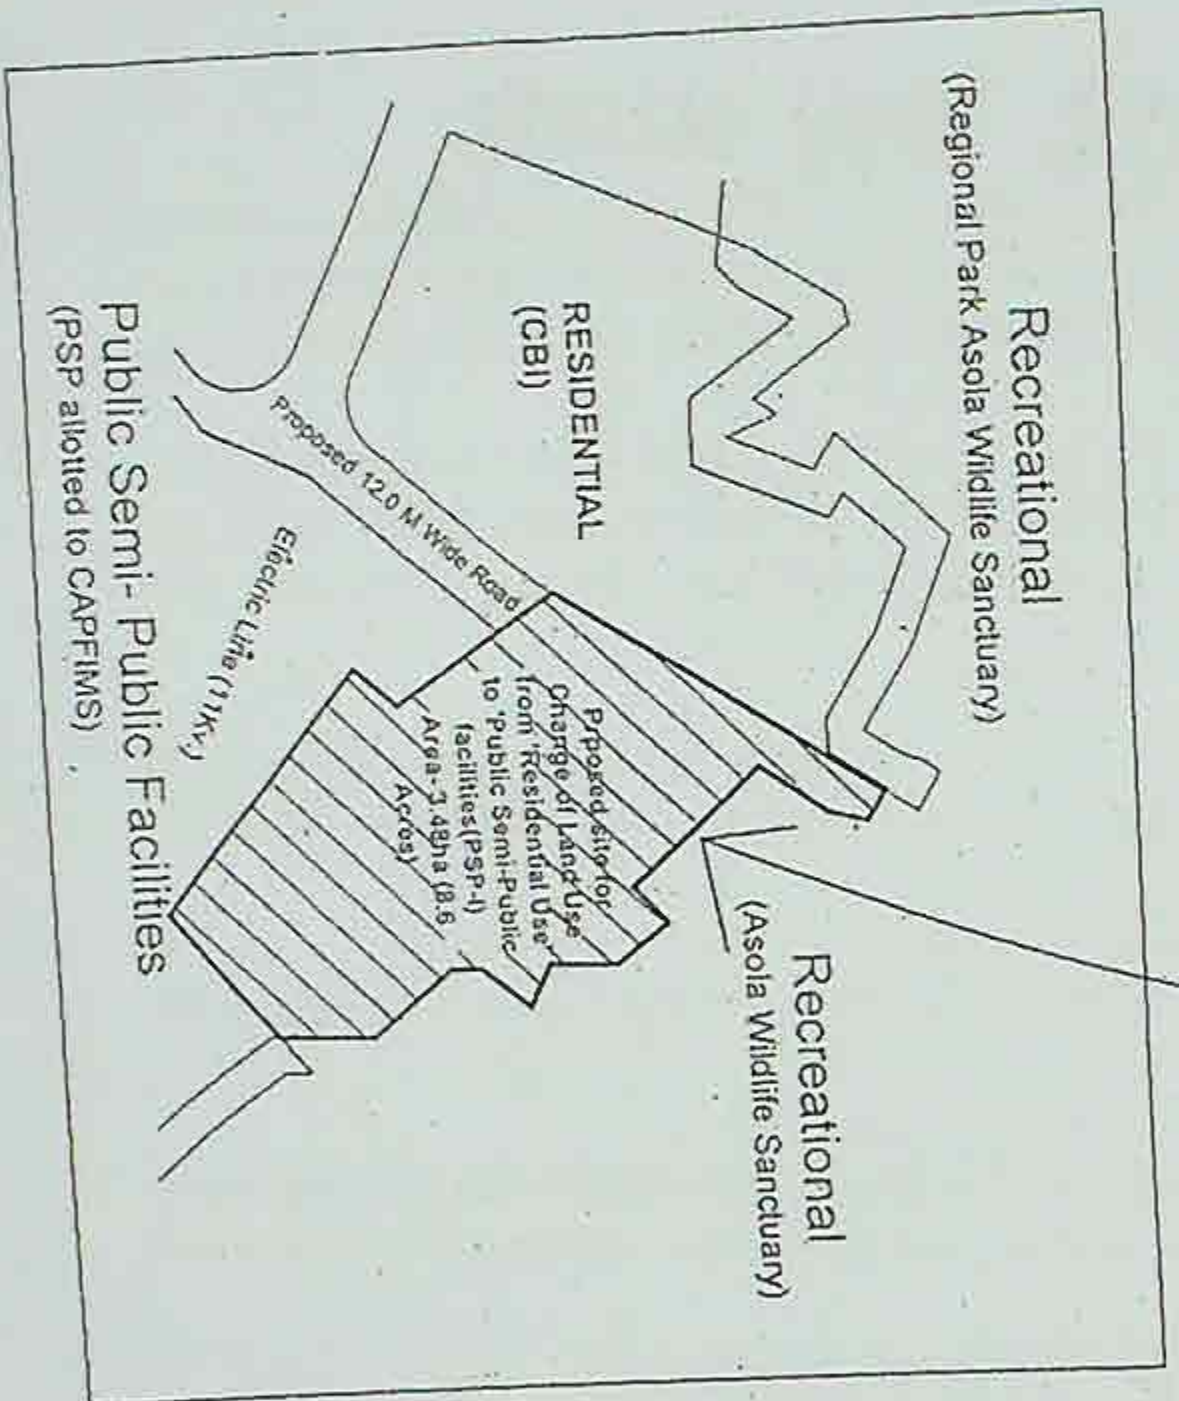 Recreational
(Regional Park Asola Wildlife Sanctuary)
Recreational
(Asola Wildlife Sanctuary)
RESIDENTIAL
(CBI)
Proposed 12.0 M Wide Road
Proposed site for
Change of Land Use
from 'Residential Use'
to 'Public Semi-Public
facilities(PSP-I)
Area-3.48ha (8.6
Acres)
Electric Line (11Kv)
Public Semi- Public Facilities
(PSP allotted to CAPFIMS)